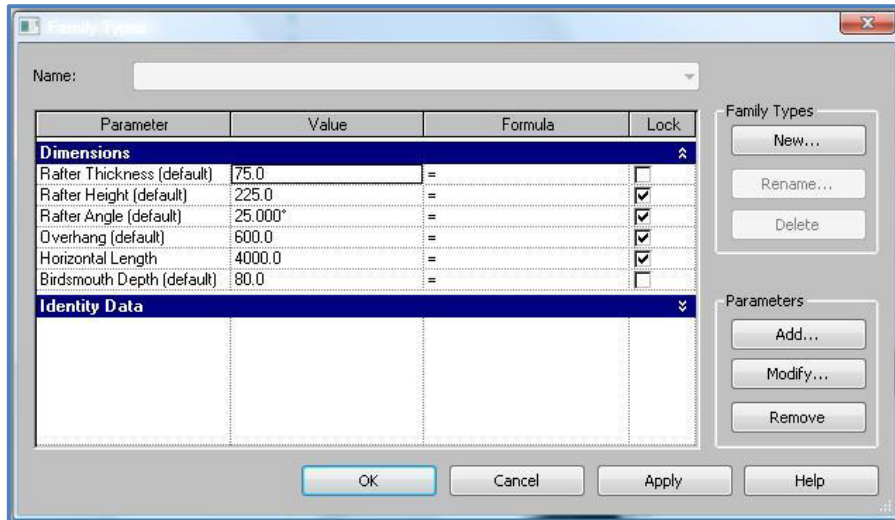 Family Types
Name:
Parameter Value Formula Lock
Dimensions
Rafter Thickness (default) 75.0 =
Rafter Height (default) 225.0 =
Rafter Angle (default) 25.000° =
Overhang (default) 600.0 =
Horizontal Length 4000.0 =
Birdsmouth Depth (default) 80.0 =
Identity Data
Family Types
New...
Rename...
Delete
Parameters
Add...
Modify...
Remove
OK Cancel Apply Help